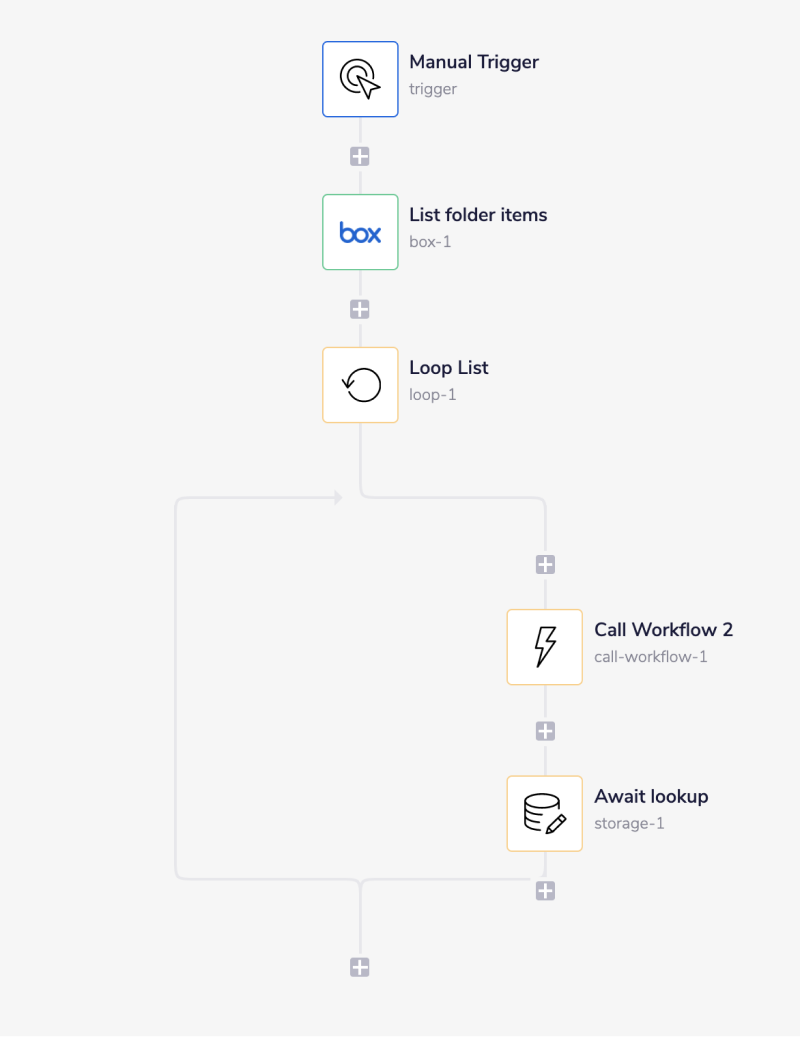 Manual Trigger
trigger
box
List folder items
box-1
Loop List
loop-1
Call Workflow 2
call-workflow-1
Await lookup
storage-1